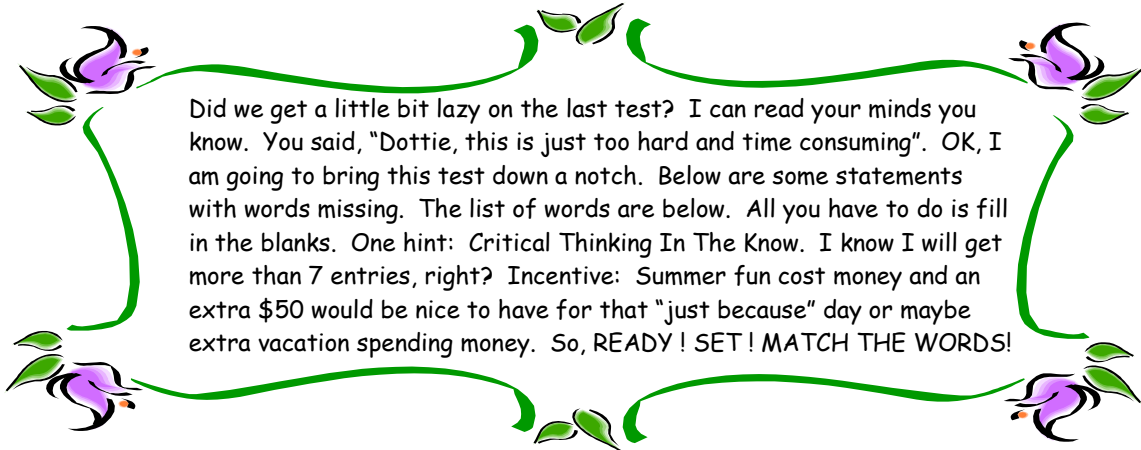 Did we get a little bit lazy on the last test?  I can read your minds you
know.  You said, “Dottie, this is just too hard and time consuming”.  OK, I
am going to bring this test down a notch.  Below are some statements
with words missing.  The list of words are below.  All you have to do is fill
in the blanks.  One hint:  Critical Thinking In The Know.  I know I will get
more than 7 entries, right?  Incentive:  Summer fun cost money and an
extra $50 would be nice to have for that “just because” day or maybe
extra vacation spending money.  So, READY ! SET ! MATCH THE WORDS!